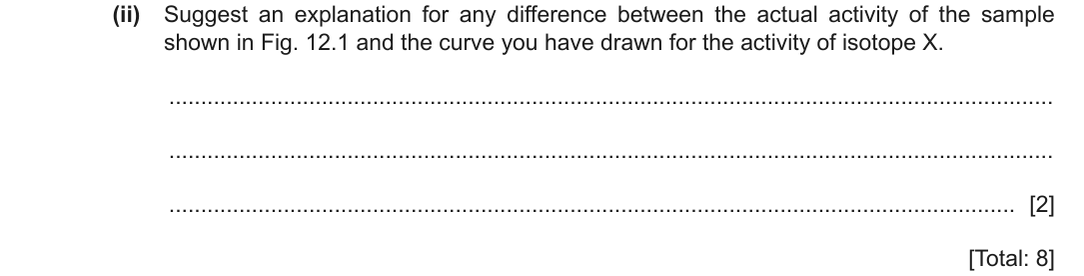 (ii) Suggest an explanation for any difference between the actual activity of the sample
shown in Fig. 12.1 and the curve you have drawn for the activity of isotope X.
..........................................................................................................................................
..........................................................................................................................................
.................................................................................................................................... [2]
[Total: 8]